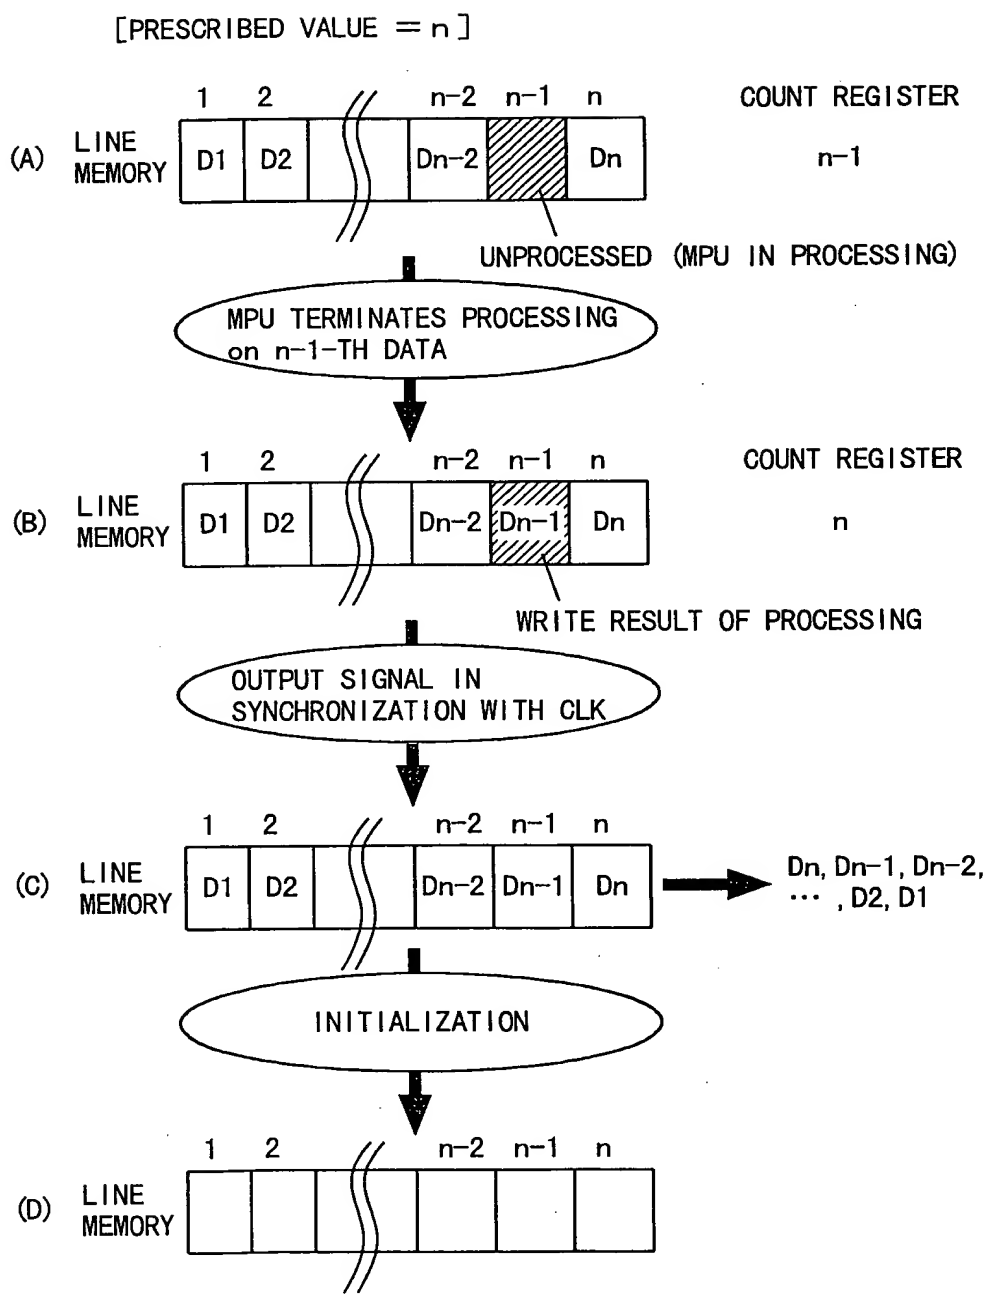 [PRESCRIBED VALUE = n]
1 2 n-2 n-1 n COUNT REGISTER
(A) LINE MEMORY D1 D2 Dn-2 Dn n-1
UNPROCESSED (MPU IN PROCESSING)
MPU TERMINATES PROCESSING
on n-1-TH DATA
1 2 n-2 n-1 n COUNT REGISTER
(B) LINE MEMORY D1 D2 Dn-2 Dn-1 Dn n
WRITE RESULT OF PROCESSING
OUTPUT SIGNAL IN
SYNCHRONIZATION WITH CLK
1 2 n-2 n-1 n
(C) LINE MEMORY D1 D2 Dn-2 Dn-1 Dn
Dn, Dn-1, Dn-2,
… , D2, D1
INITIALIZATION
1 2 n-2 n-1 n
(D) LINE MEMORY